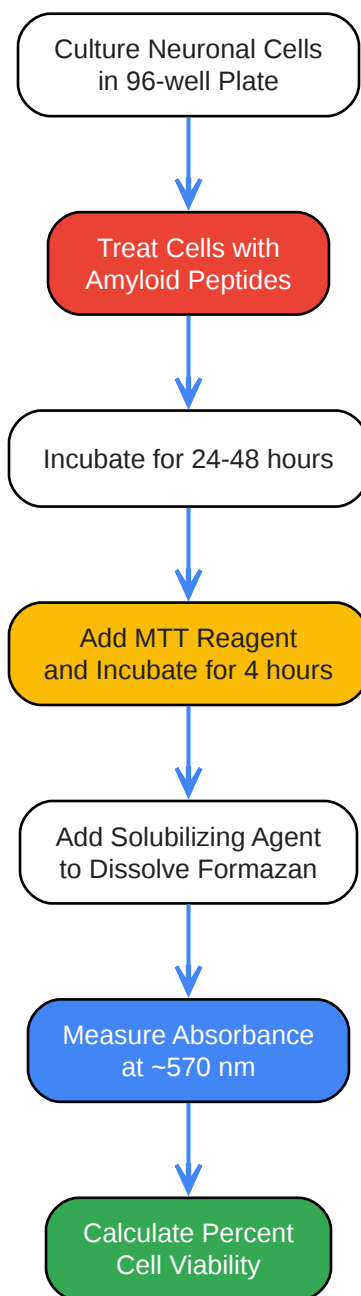 Culture Neuronal Cells
in 96-well Plate
Treat Cells with
Amyloid Peptides
Incubate for 24-48 hours
Add MTT Reagent
and Incubate for 4 hours
Add Solubilizing Agent
to Dissolve Formazan
Measure Absorbance
at ~570 nm
Calculate Percent
Cell Viability